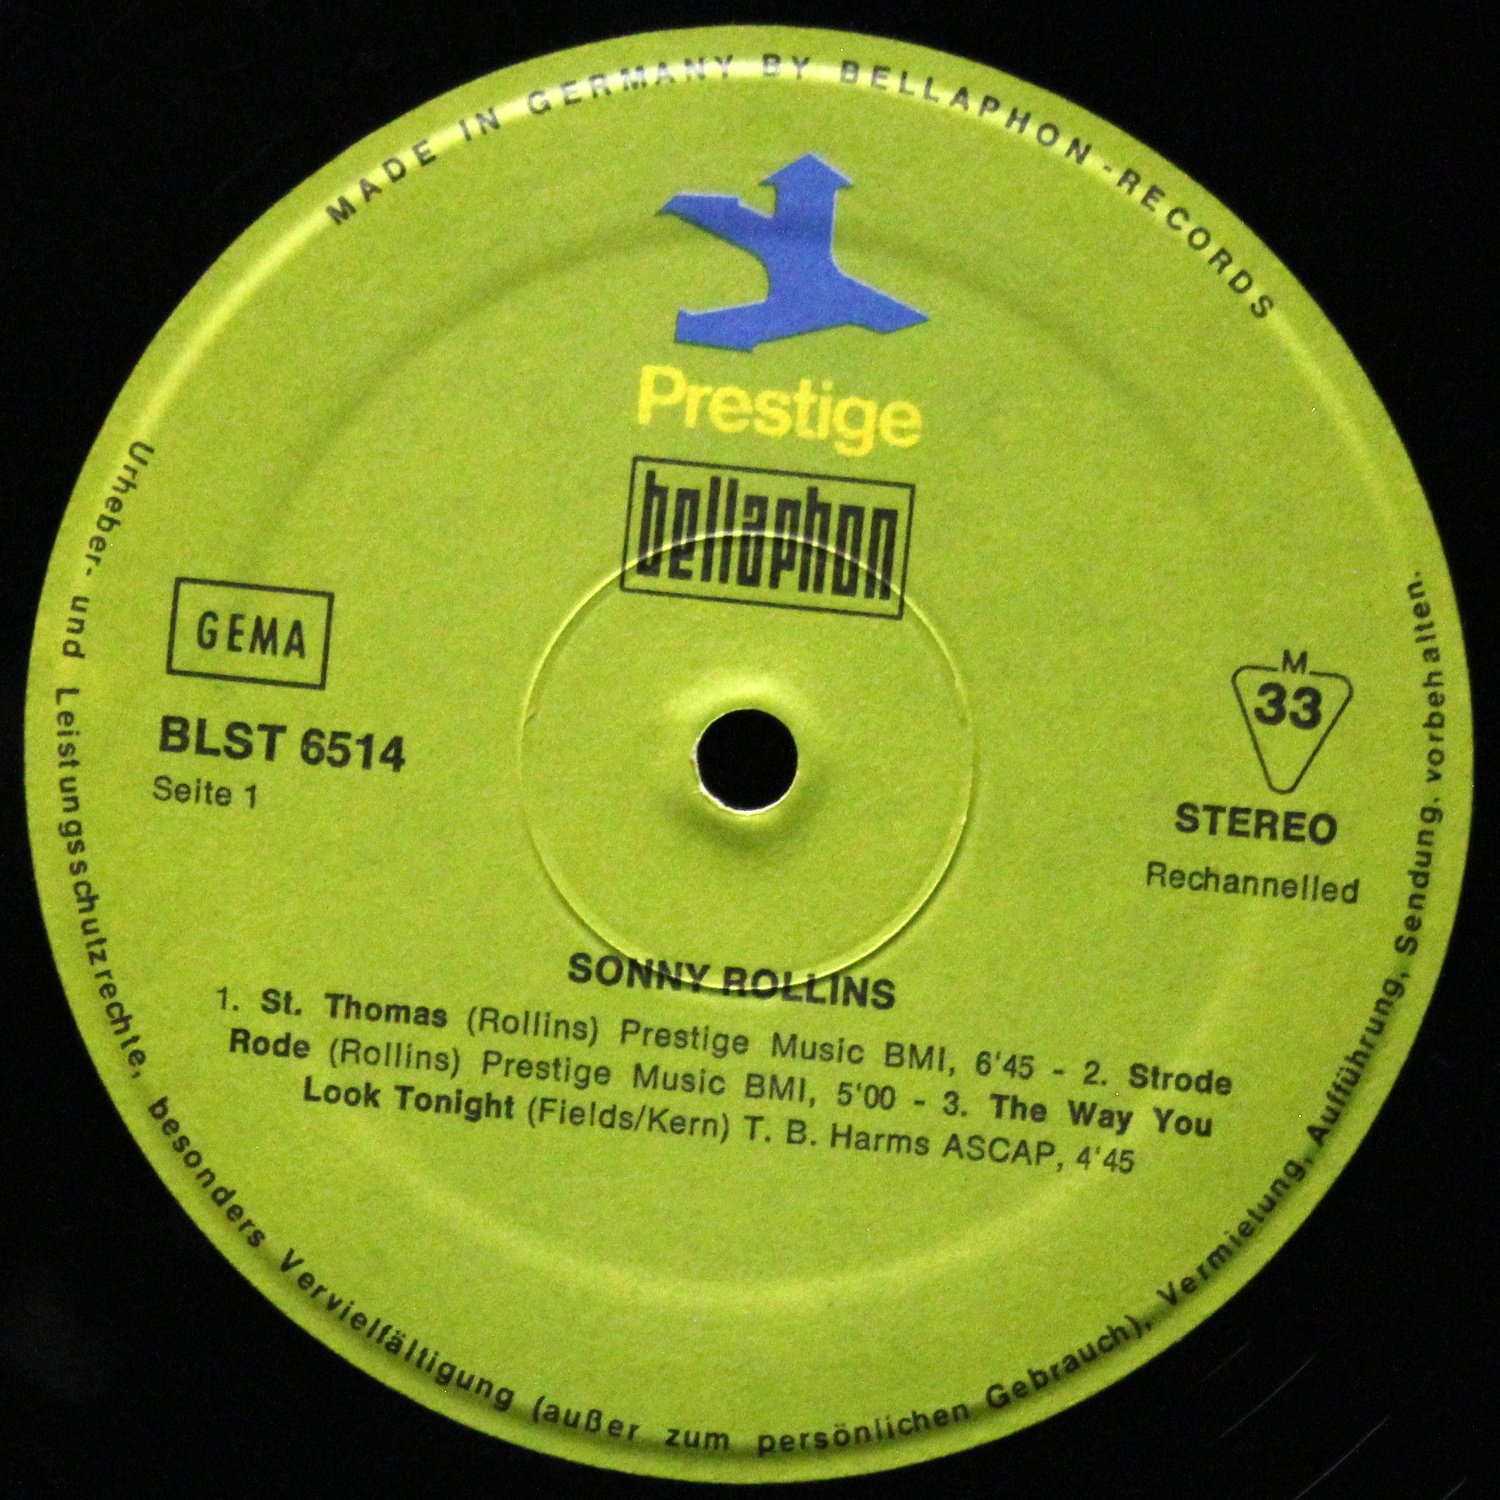 MADE IN GERMANY BY BELLAPHON-RECORDS
Prestige
bellaphon
GEMA
BLST 6514
Seite 1
M
33
STEREO
Rechannelled
SONNY ROLLINS
1. St. Thomas (Rollins) Prestige Music BMI, 6'45 - 2. Strode
Rode (Rollins) Prestige Music BMI, 5'00 - 3. The Way You
Look Tonight (Fields/Kern) T. B. Harms ASCAP, 4'45
Urheber- und Leistungsschutzrechte, besonders Vervielfältigung (außer zum persönlichen Gebrauch), Vermietung, Aufführung, Sendung, vorbehalten.